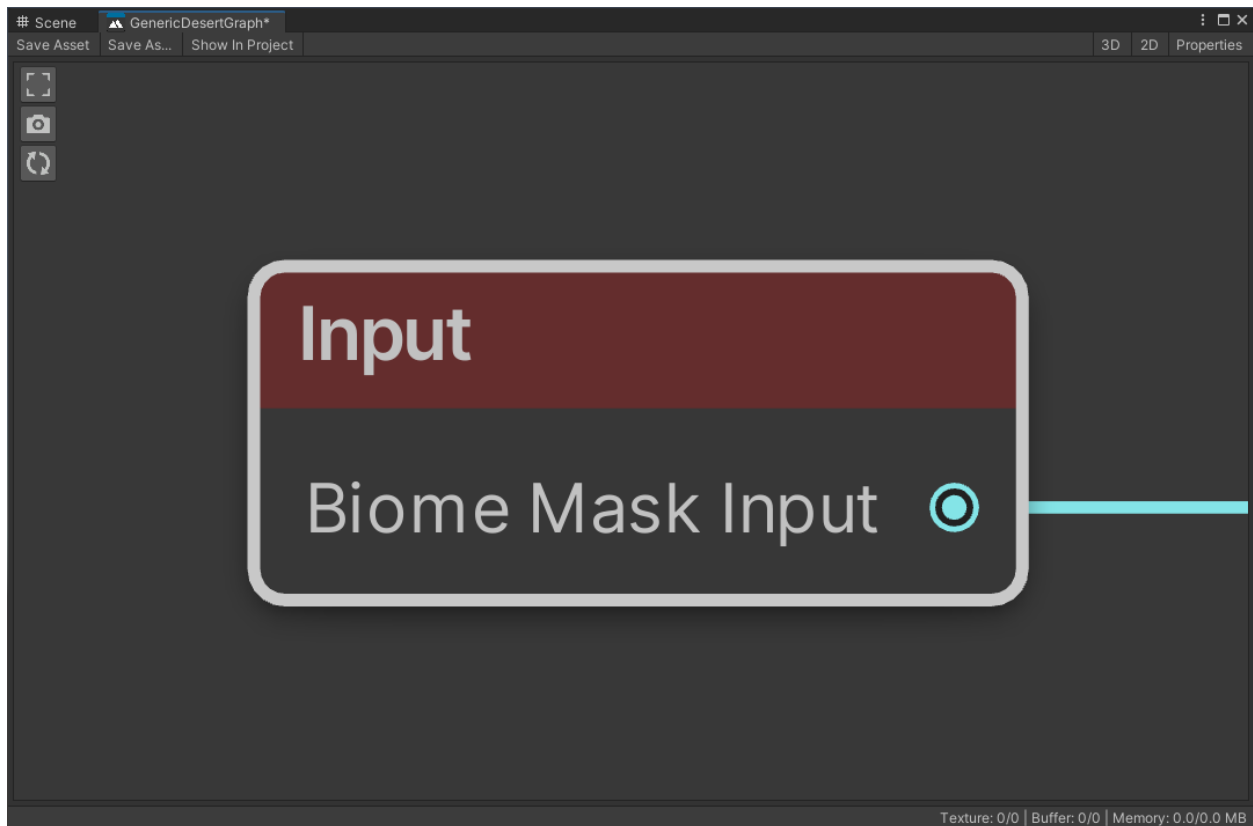 Scene GenericDesertGraph*
Save Asset Save As... Show In Project 3D 2D Properties
Input
Biome Mask Input
Texture: 0/0 | Buffer: 0/0 | Memory: 0.0/0.0 MB